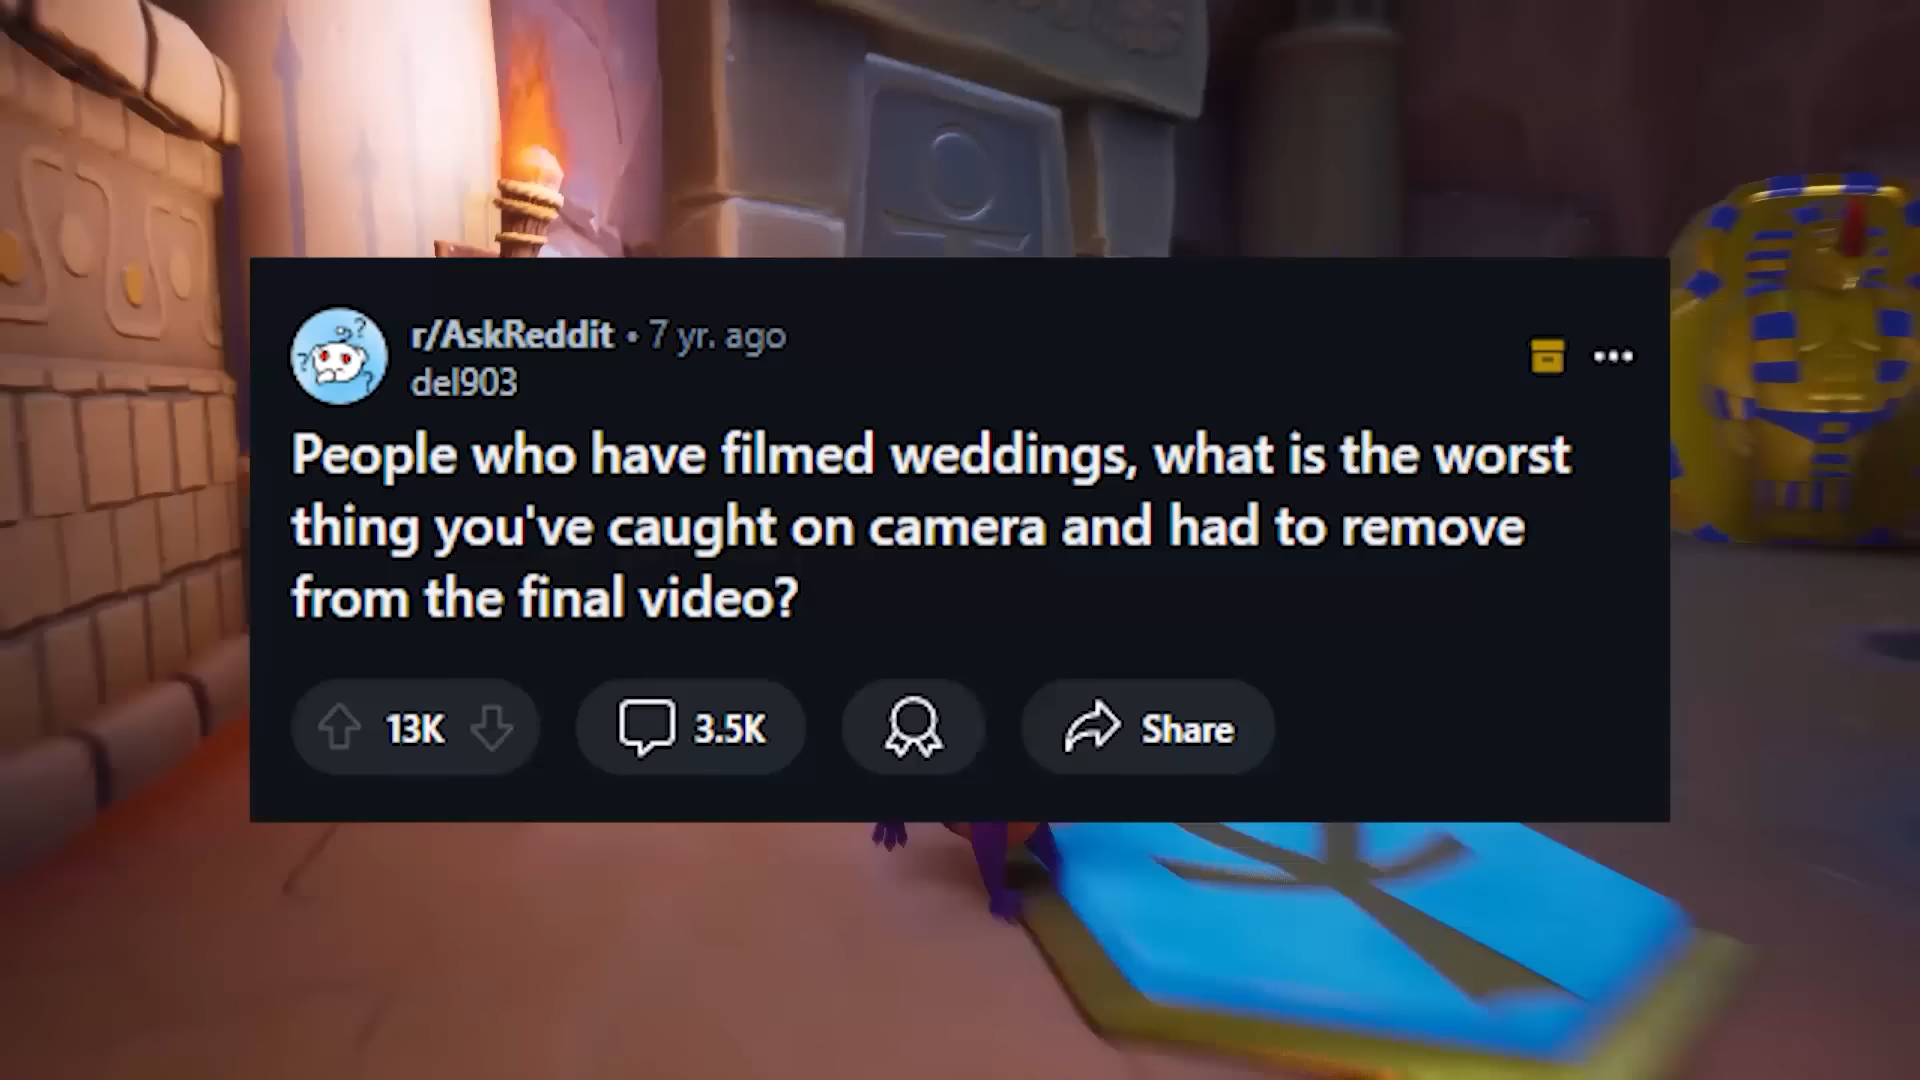 r/AskReddit • 7 yr. ago
del903
People who have filmed weddings, what is the worst
thing you've caught on camera and had to remove
from the final video?
13K
3.5K
Share